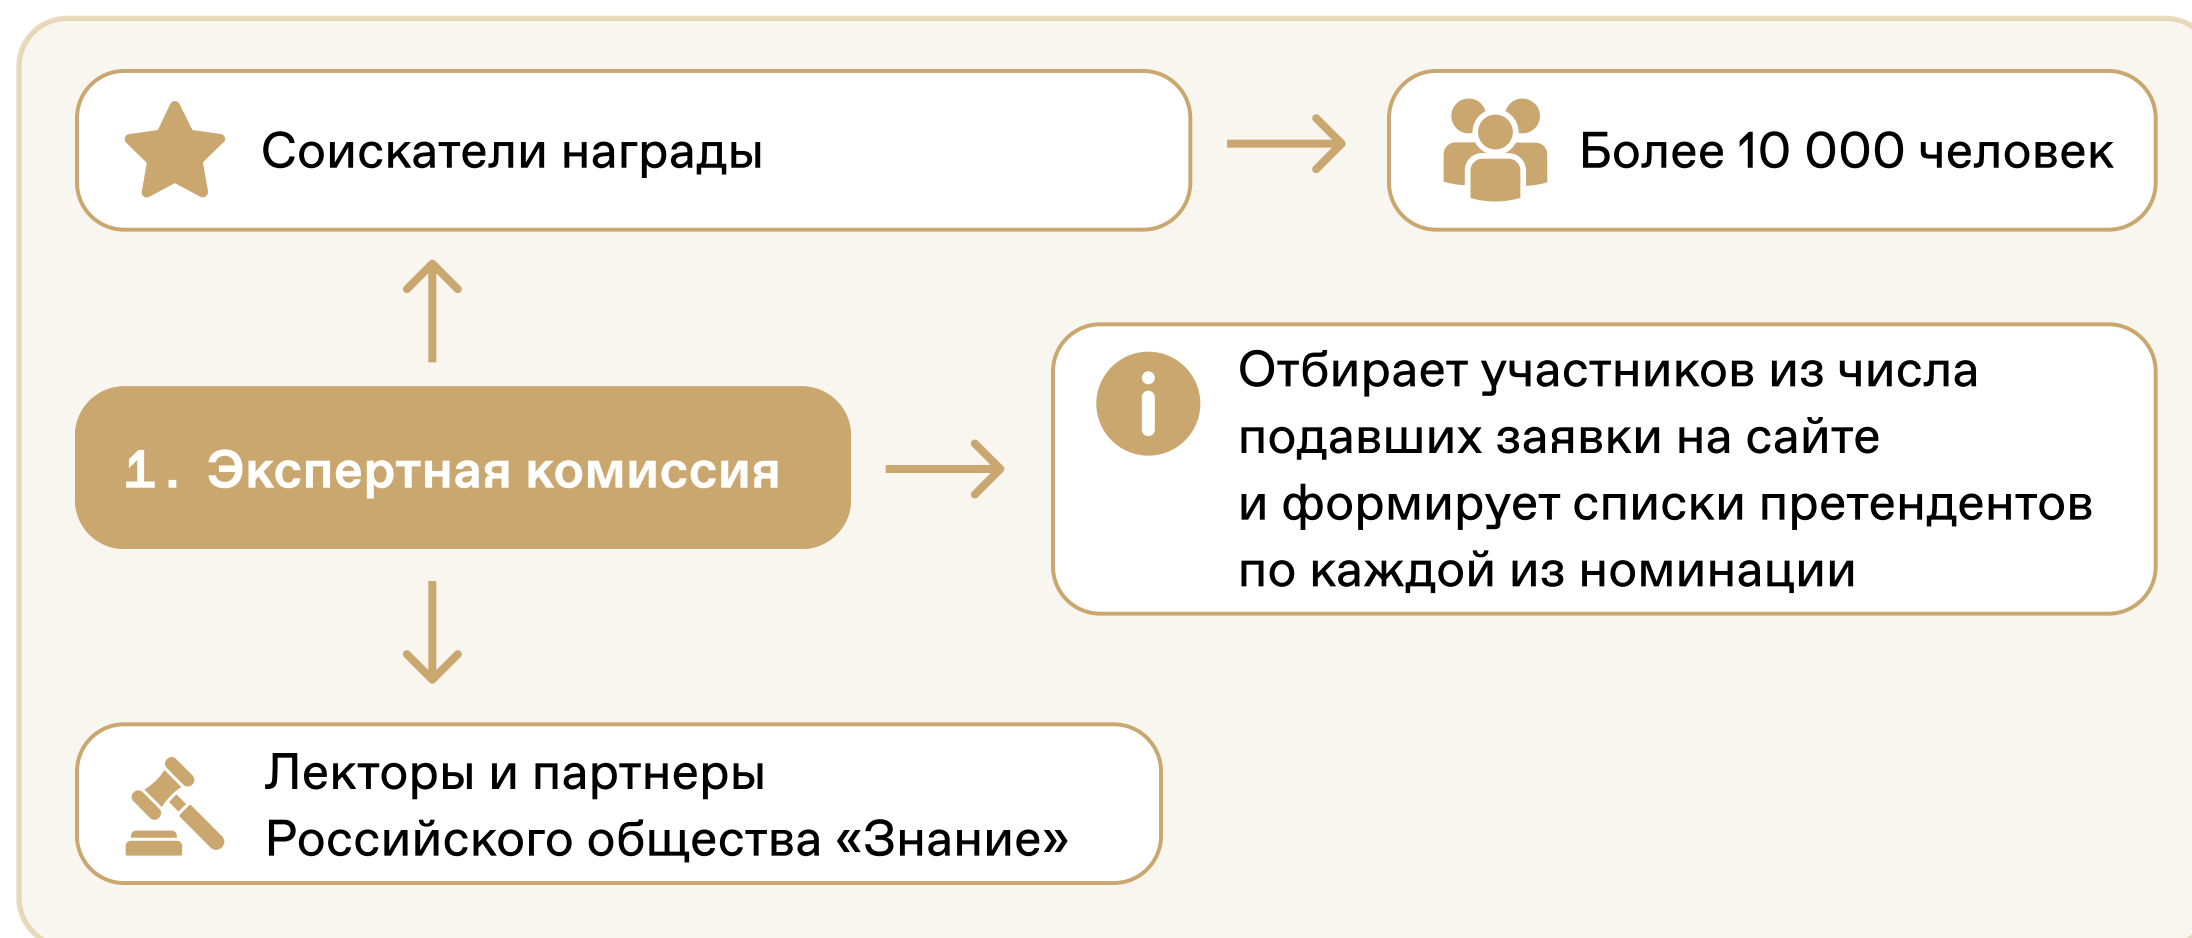 Соискатели награды
Более 10 000 человек
Отбирает участников из числа
подавших заявки на сайте
и формирует списки претендентов
по каждой из номинации
1. Экспертная комиссия
Лекторы и партнеры
Российского общества «Знание»